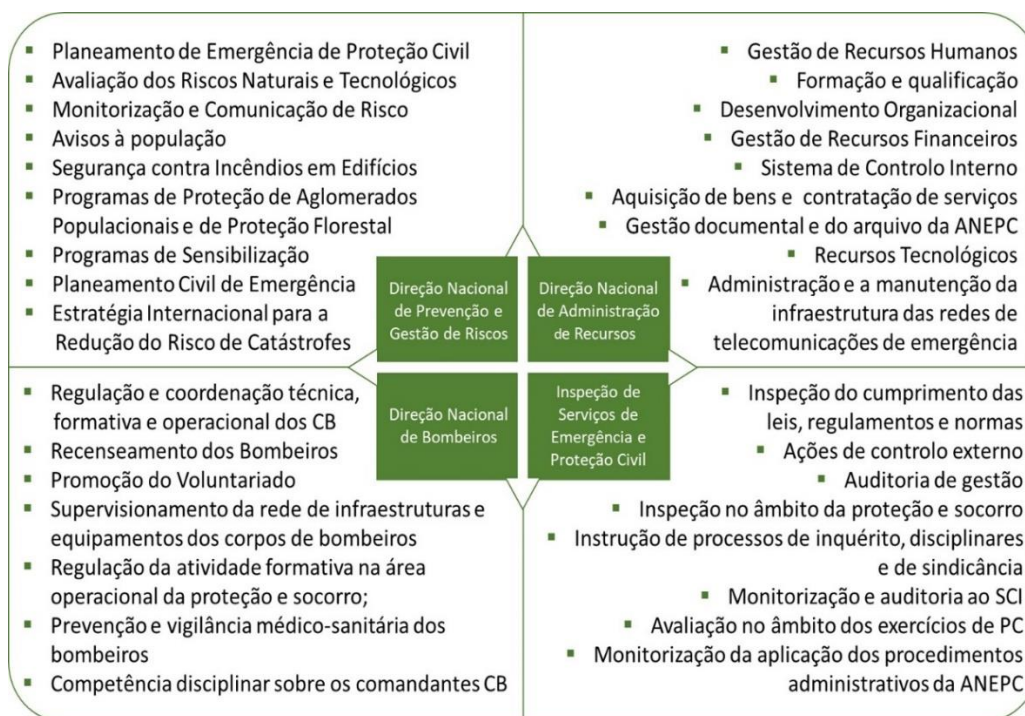 Planeamento de Emergência de Proteção Civil
Avaliação dos Riscos Naturais e Tecnológicos
Monitorização e Comunicação de Risco
Avisos à população
Segurança contra Incêndios em Edifícios
Programas de Proteção de Aglomerados
Populacionais e de Proteção Florestal
Programas de Sensibilização
Planeamento Civil de Emergência
Estratégia Internacional para a
Redução do Risco de Catástrofes
Gestão de Recursos Humanos
Formação e qualificação
Desenvolvimento Organizacional
Gestão de Recursos Financeiros
Sistema de Controlo Interno
Aquisição de bens e contratação de serviços
Gestão documental e do arquivo da ANEPC
Recursos Tecnológicos
Administração e a manutenção da
infraestrutura das redes de
telecomunicações de emergência
Direção Nacional
de Prevenção e
Gestão de Riscos
Direção Nacional
de Administração
de Recursos
Direção Nacional
de Bombeiros
Inspeção de
Serviços de
Emergência e
Proteção Civil
Regulação e coordenação técnica,
formativa e operacional dos CB
Recenseamento dos Bombeiros
Promoção do Voluntariado
Supervisionamento da rede de infraestruturas e
equipamentos dos corpos de bombeiros
Regulação da atividade formativa na área
operacional da proteção e socorro;
Prevenção e vigilância médico-sanitária dos
bombeiros
Competência disciplinar sobre os comandantes CB
Inspeção do cumprimento das
leis, regulamentos e normas
Ações de controlo externo
Auditoria de gestão
Inspeção no âmbito da proteção e socorro
Instrução de processos de inquérito, disciplinares
e de sindicância
Monitorização e auditoria ao SCI
Avaliação no âmbito dos exercícios de PC
Monitorização da aplicação dos procedimentos
administrativos da ANEPC